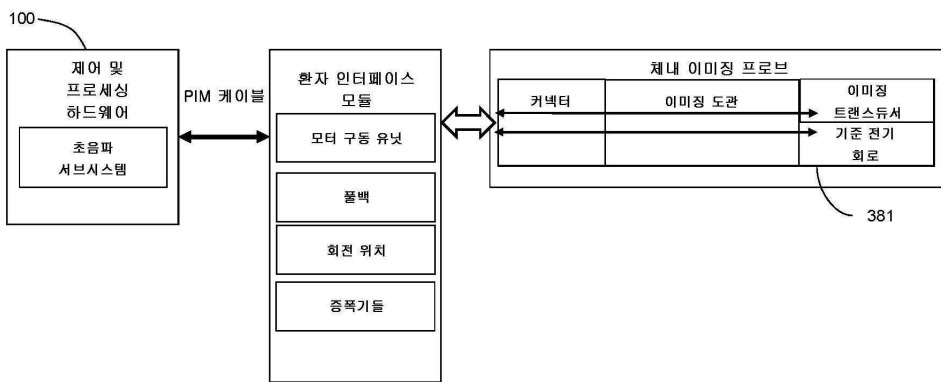 100
제어 및
프로세싱
하드웨어
초음파
서브시스템
PIM 케이블
환자 인터페이스
모듈
모터 구동 유닛
풀백
회전 위치
증폭기들
체내 이미징 프로브
커넥터
이미징 도관
이미징
트랜스듀서
기준 전기
회로
381